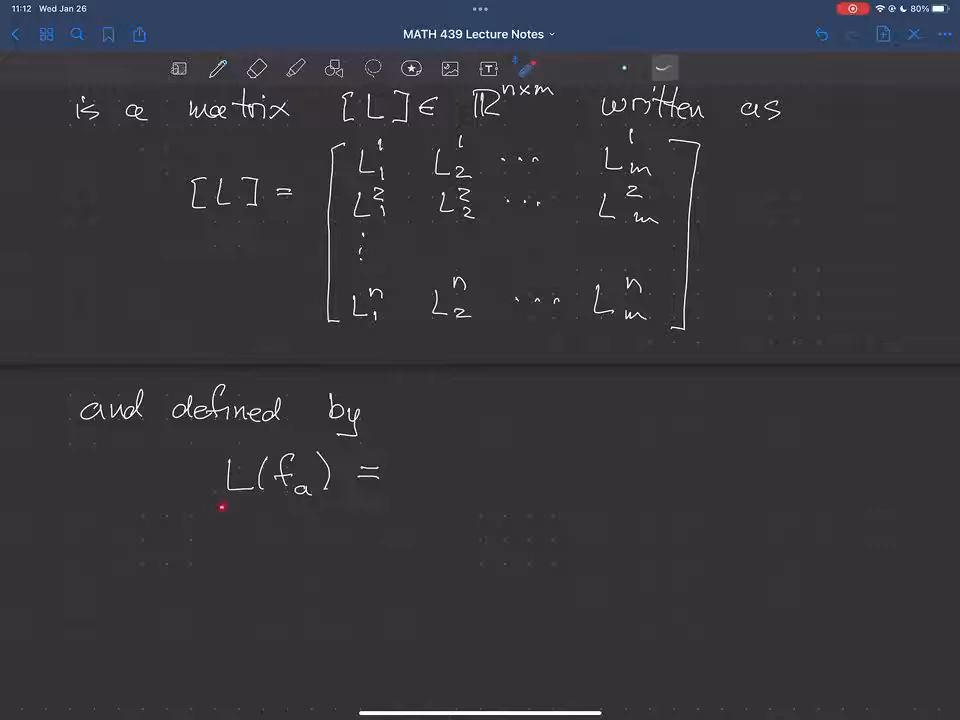 11:12 Wed Jan 26
80%
MATH 439 Lecture Notes
is a matrix [L] ∈ ℝ^{n×m} written as
[L] = [ L^1_1 L^1_2 ⋯ L^1_m
L^2_1 L^2_2 ⋯ L^2_m
⋮
L^n_1 L^n_2 ⋯ L^n_m ]
and defined by
L(f_a) =